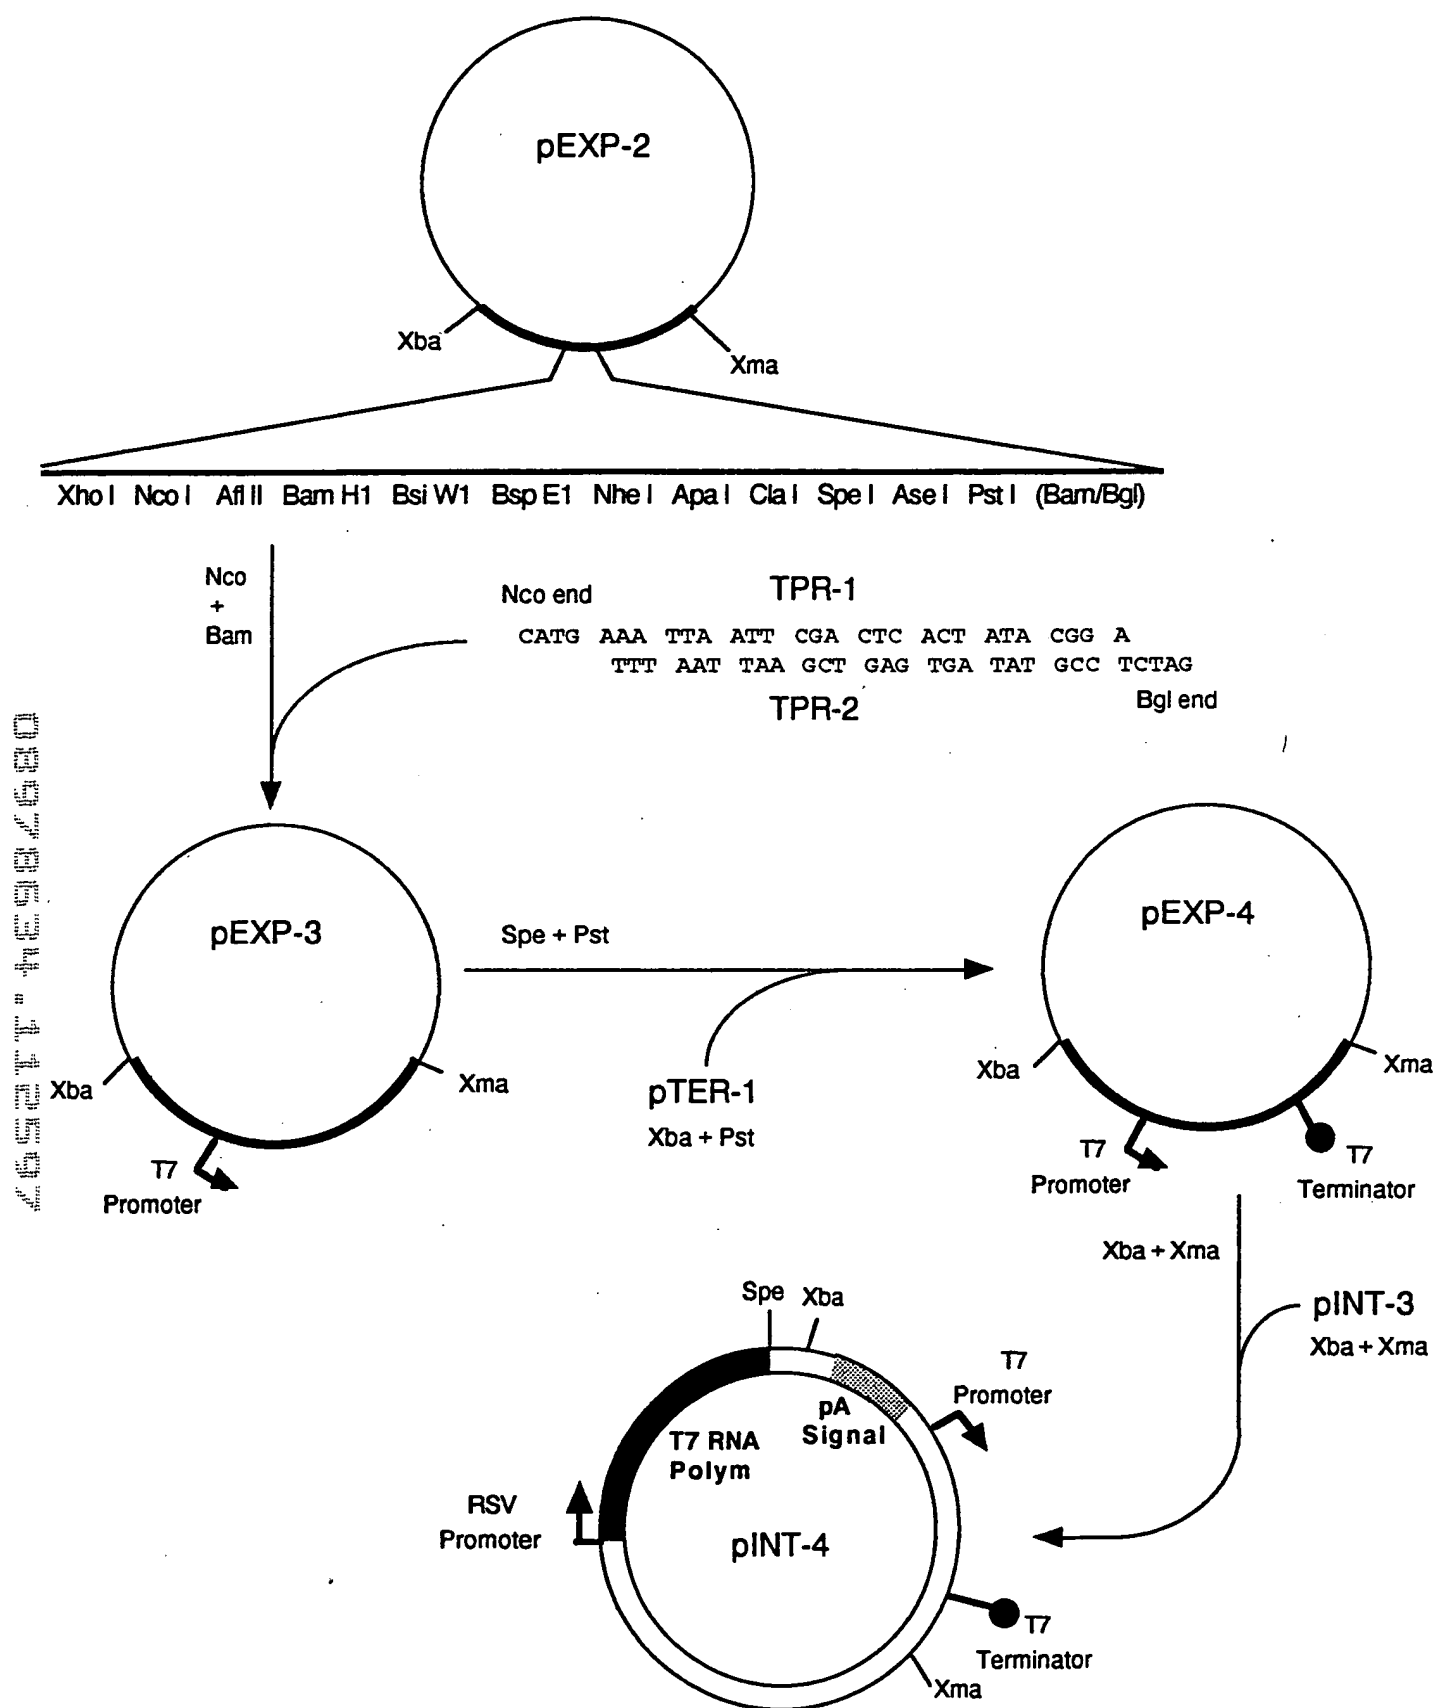 pEXP-2
Xba
Xma
Xho I Nco I Afl II Bam H1 Bsi W1 Bsp E1 Nhe I Apa I Cla I Spe I Ase I Pst I (Bam/Bgl)
Nco
+
Bam
Nco end
TPR-1
CATG AAA TTA ATT CGA CTC ACT ATA CGG A
TTT AAT TAA GCT GAG TGA TAT GCC TCTAG
TPR-2
Bgl end
08978634.112597
pEXP-3
Xba
Xma
T7
Promoter
Spe + Pst
pTER-1
Xba + Pst
pEXP-4
Xba
Xma
T7
Promoter
T7
Terminator
Xba + Xma
pINT-3
Xba + Xma
Spe
Xba
T7
Promoter
pA
Signal
T7 RNA
Polym
RSV
Promoter
pINT-4
T7
Terminator
Xma